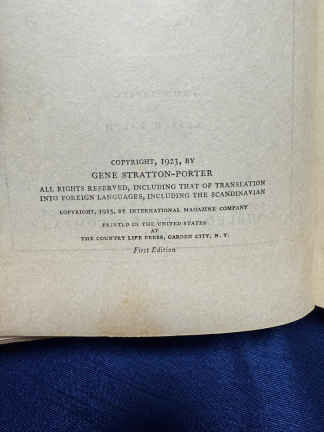 COPYRIGHT, 1923, BY
GENE STRATTON-PORTER
ALL RIGHTS RESERVED, INCLUDING THAT OF TRANSLATION
INTO FOREIGN LANGUAGES, INCLUDING THE SCANDINAVIAN
COPYRIGHT, 1923, BY INTERNATIONAL MAGAZINE COMPANY
PRINTED IN THE UNITED STATES
AT
THE COUNTRY LIFE PRESS, GARDEN CITY, N. Y.
First Edition